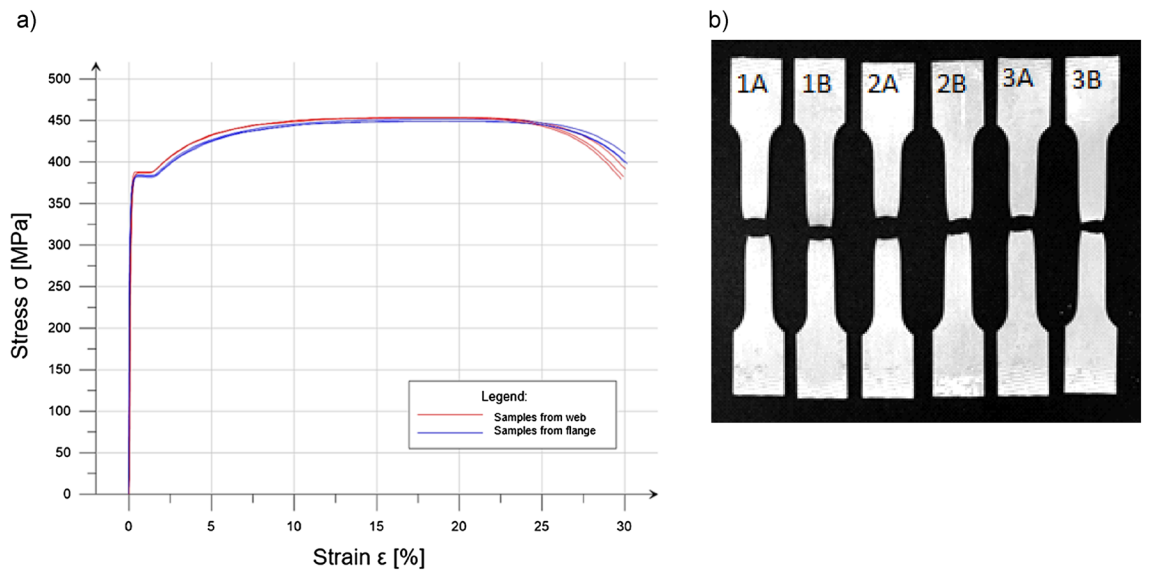 a)
b)
500
450
400
350
300
250
200
150
100
50
0
Stress σ [MPa]
0 5 10 15 20 25 30
Strain ε [%]
Legend:
Samples from web
Samples from flange
1A 1B 2A 2B 3A 3B